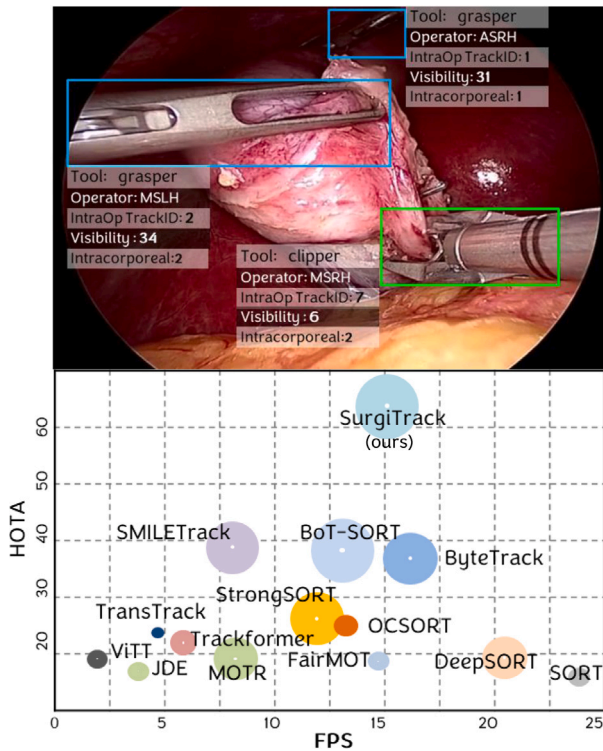 Tool: grasper
Operator: ASRH
IntraOp TrackID: 1
Visibility: 31
Intracorporeal: 1
Tool: grasper
Operator: MSLH
IntraOp TrackID: 2
Visibility: 34
Intracorporeal:2
Tool: clipper
Operator: MSRH
IntraOp TrackID: 7
Visibility: 6
Intracorporeal:2
HOTA
60
50
40
30
20
SurgiTrack
(ours)
SMILETrack
BoT-SORT
ByteTrack
StrongSORT
TransTrack
OCSORT
Trackformer
ViTT
JDE
MOTR
FairMOT
DeepSORT
SORT
0 5 10 15 20 25
FPS